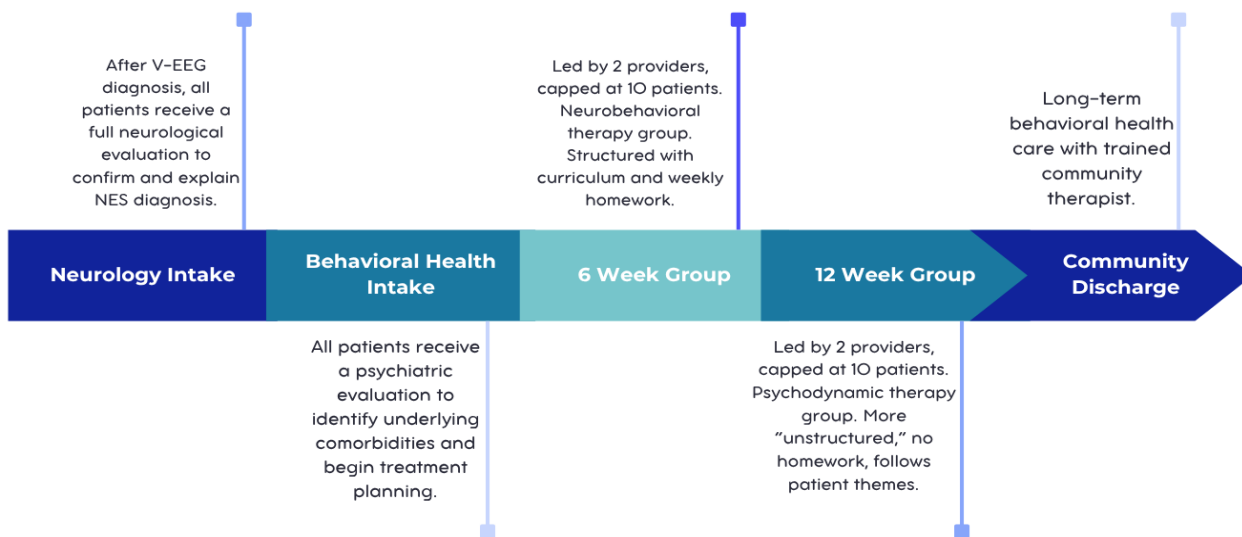 After V-EEG
diagnosis, all
patients receive a
full neurological
evaluation to
confirm and explain
NES diagnosis.
Led by 2 providers,
capped at 10 patients.
Neurobehavioral
therapy group.
Structured with
curriculum and weekly
homework.
Long-term
behavioral health
care with trained
community
therapist.
Neurology Intake
Behavioral Health
Intake
6 Week Group
12 Week Group
Community
Discharge
All patients receive
a psychiatric
evaluation to
identify underlying
comorbidities and
begin treatment
planning.
Led by 2 providers,
capped at 10 patients.
Psychodynamic therapy
group. More
“unstructured,” no
homework, follows
patient themes.